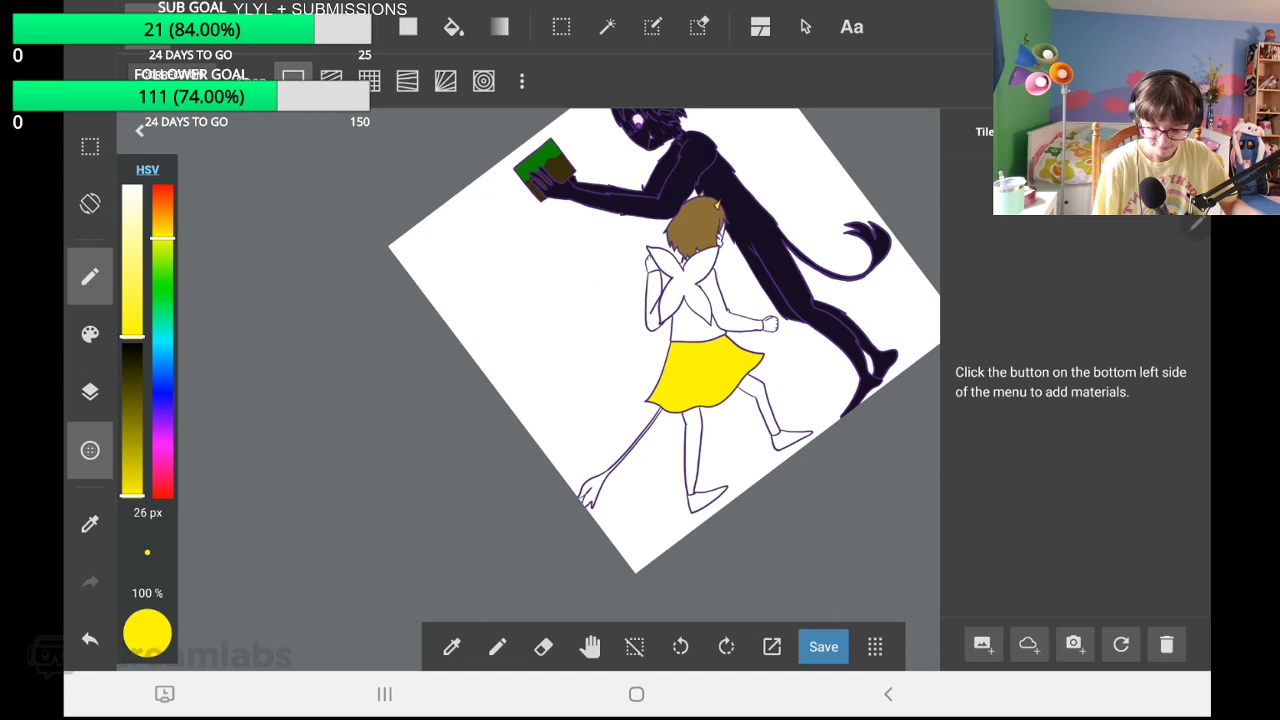 SUB GOAL YLYL + SUBMISSIONS
21 (84.00%)
0 24 DAYS TO GO 25
FOLLOWER GOAL
111 (74.00%)
0 24 DAYS TO GO 150
Aa
HSV
26 px
100 %
Tile
Click the button on the bottom left side
of the menu to add materials.
Save